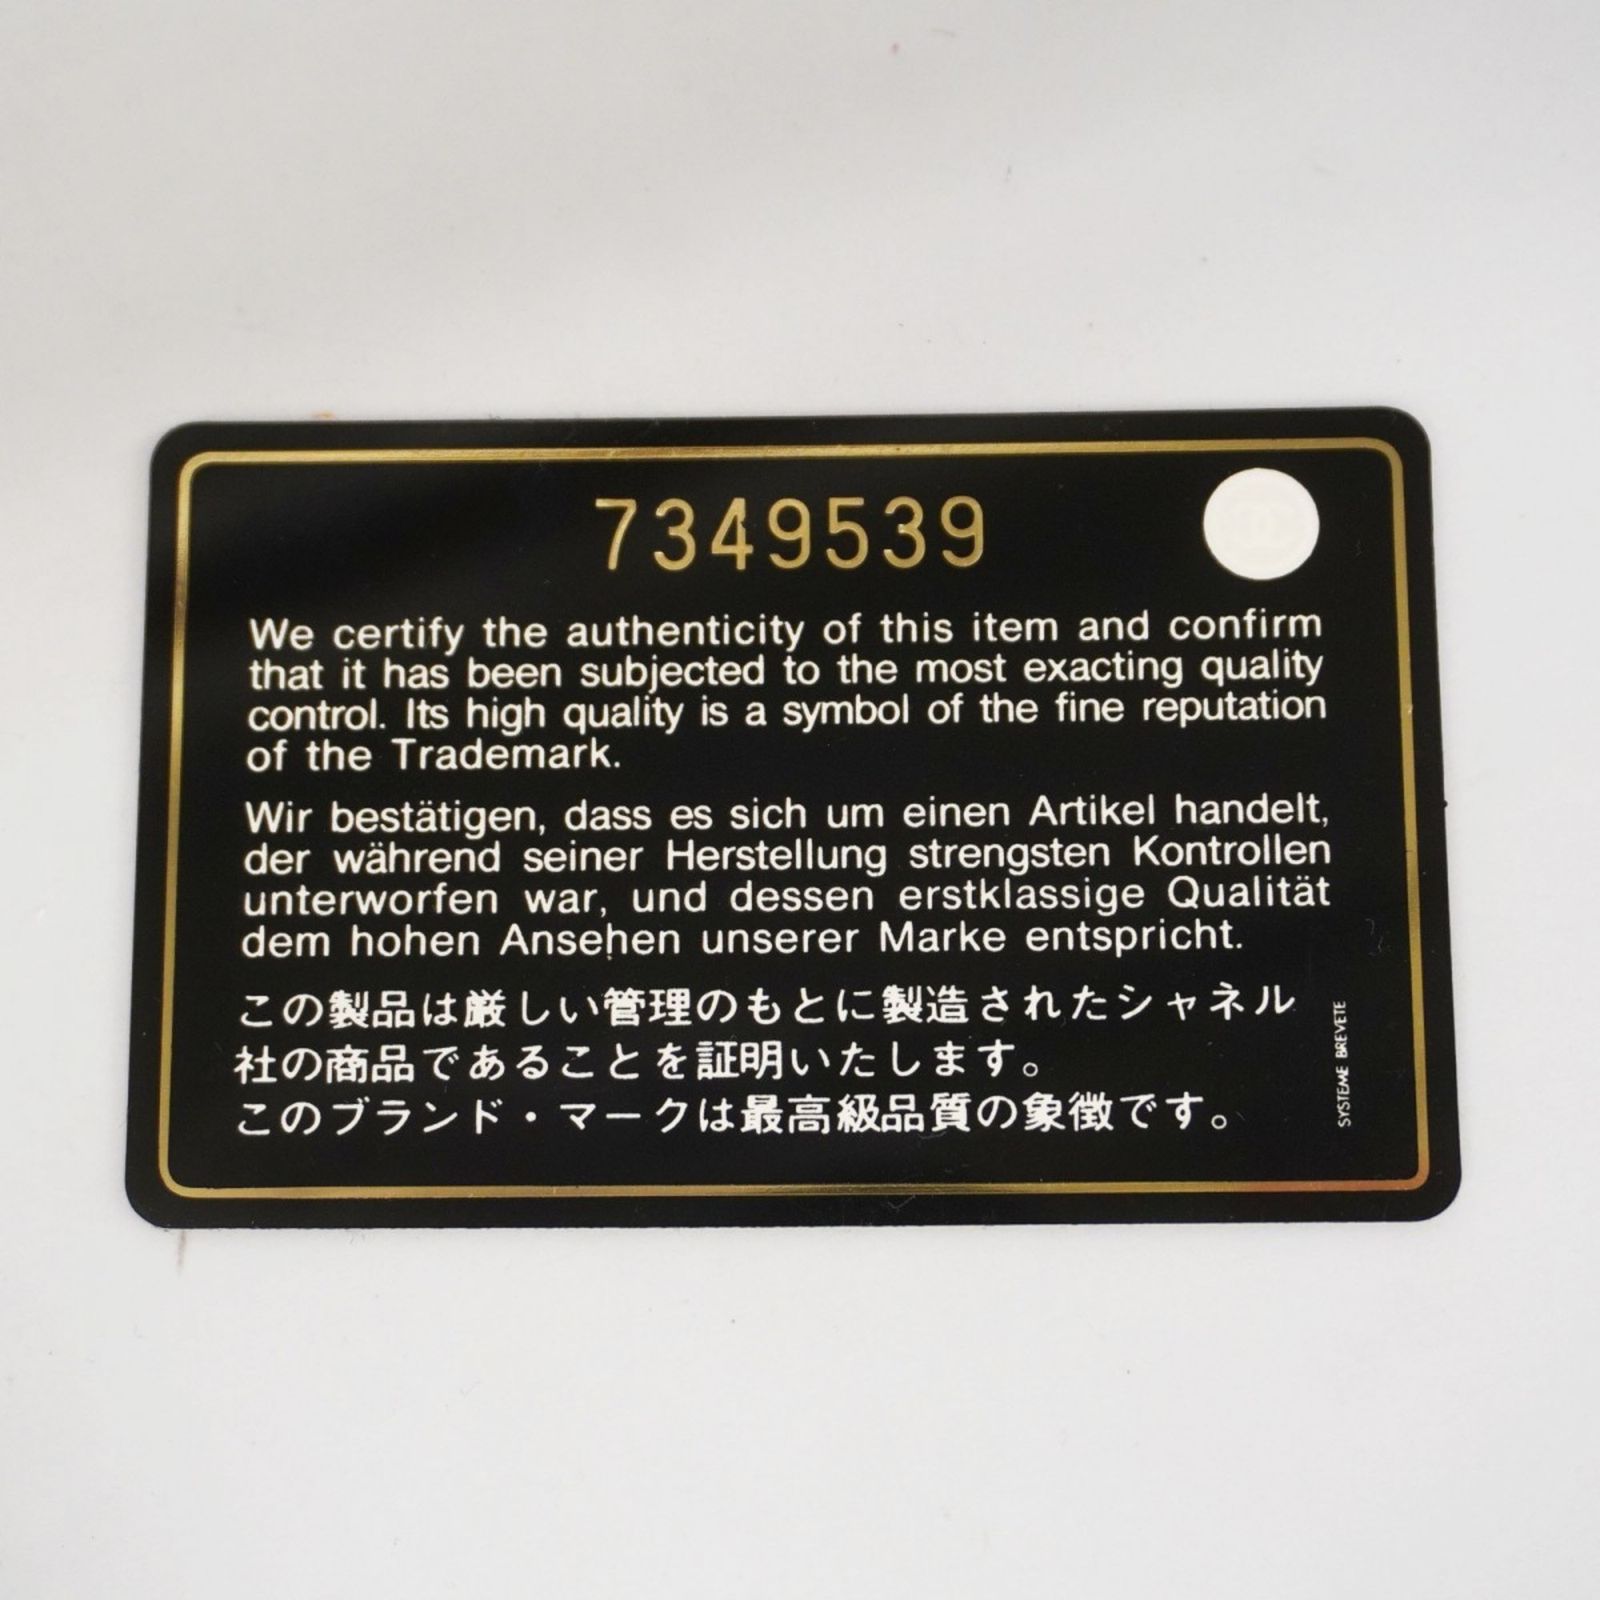 7349539
We certify the authenticity of this item and confirm
that it has been subjected to the most exacting quality
control. Its high quality is a symbol of the fine reputation
of the Trademark.
Wir bestätigen, dass es sich um einen Artikel handelt,
der während seiner Herstellung strengsten Kontrollen
unterworfen war, und dessen erstklassige Qualität
dem hohen Ansehen unserer Marke entspricht.
この製品は厳しい管理のもとに製造されたシャネル
社の商品であることを証明いたします。
このブランド・マークは最高級品質の象徴です。
SYSTEME BREVETE